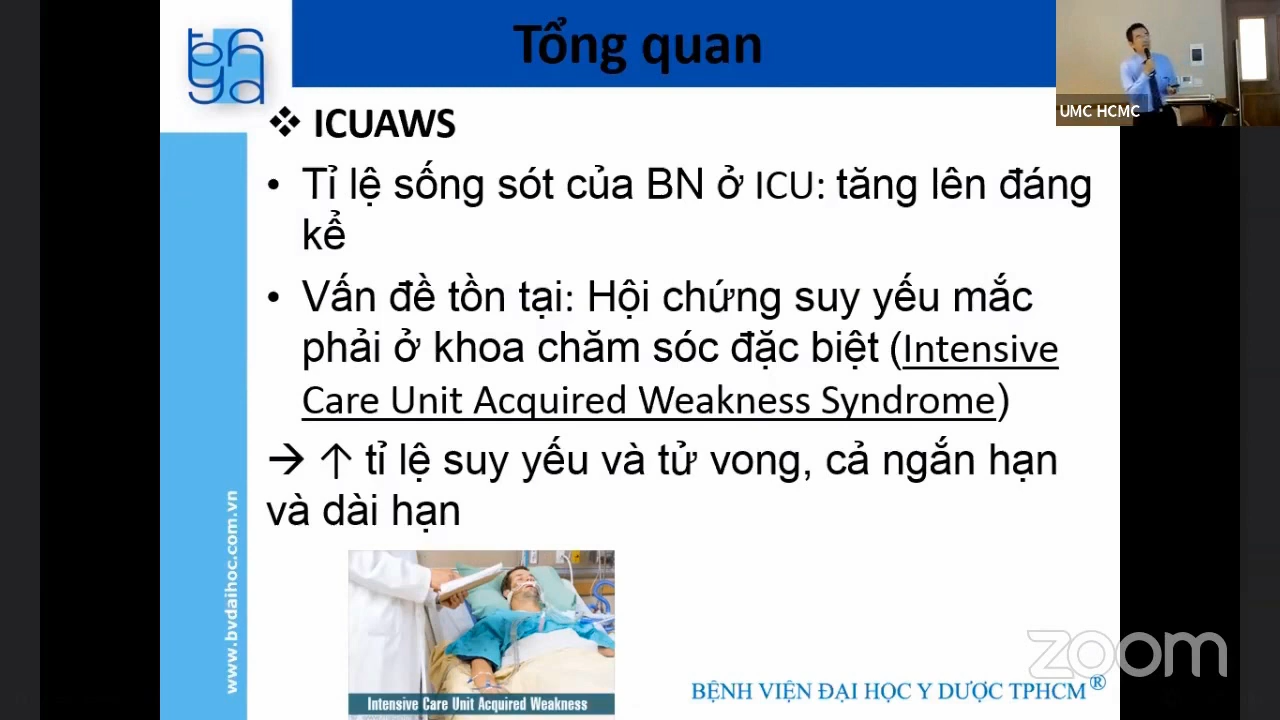 Tổng quan
UMC HCMC
❖ ICUAWS
• Tỉ lệ sống sót của BN ở ICU: tăng lên đáng
kể
• Vấn đề tồn tại: Hội chứng suy yếu mắc
phải ở khoa chăm sóc đặc biệt (Intensive
Care Unit Acquired Weakness Syndrome)
→ ↑ tỉ lệ suy yếu và tử vong, cả ngắn hạn
và dài hạn
www.bvdaihoc.com.vn
Intensive Care Unit Acquired Weakness
BỆNH VIỆN ĐẠI HỌC Y DƯỢC TPHCM®
zoom